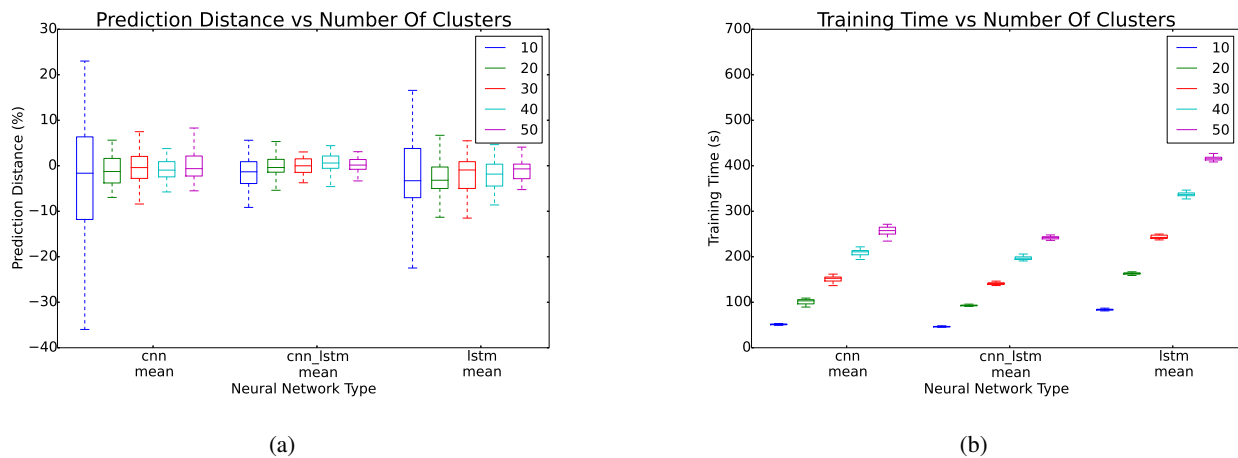 Prediction Distance vs Number Of Clusters
30
20
10
0
−10
−20
−30
−40
Prediction Distance (%)
10
20
30
40
50
cnn
mean
cnn_lstm
mean
lstm
mean
Neural Network Type
(a)
Training Time vs Number Of Clusters
700
600
500
400
300
200
100
0
Training Time (s)
10
20
30
40
50
cnn
mean
cnn_lstm
mean
lstm
mean
Neural Network Type
(b)